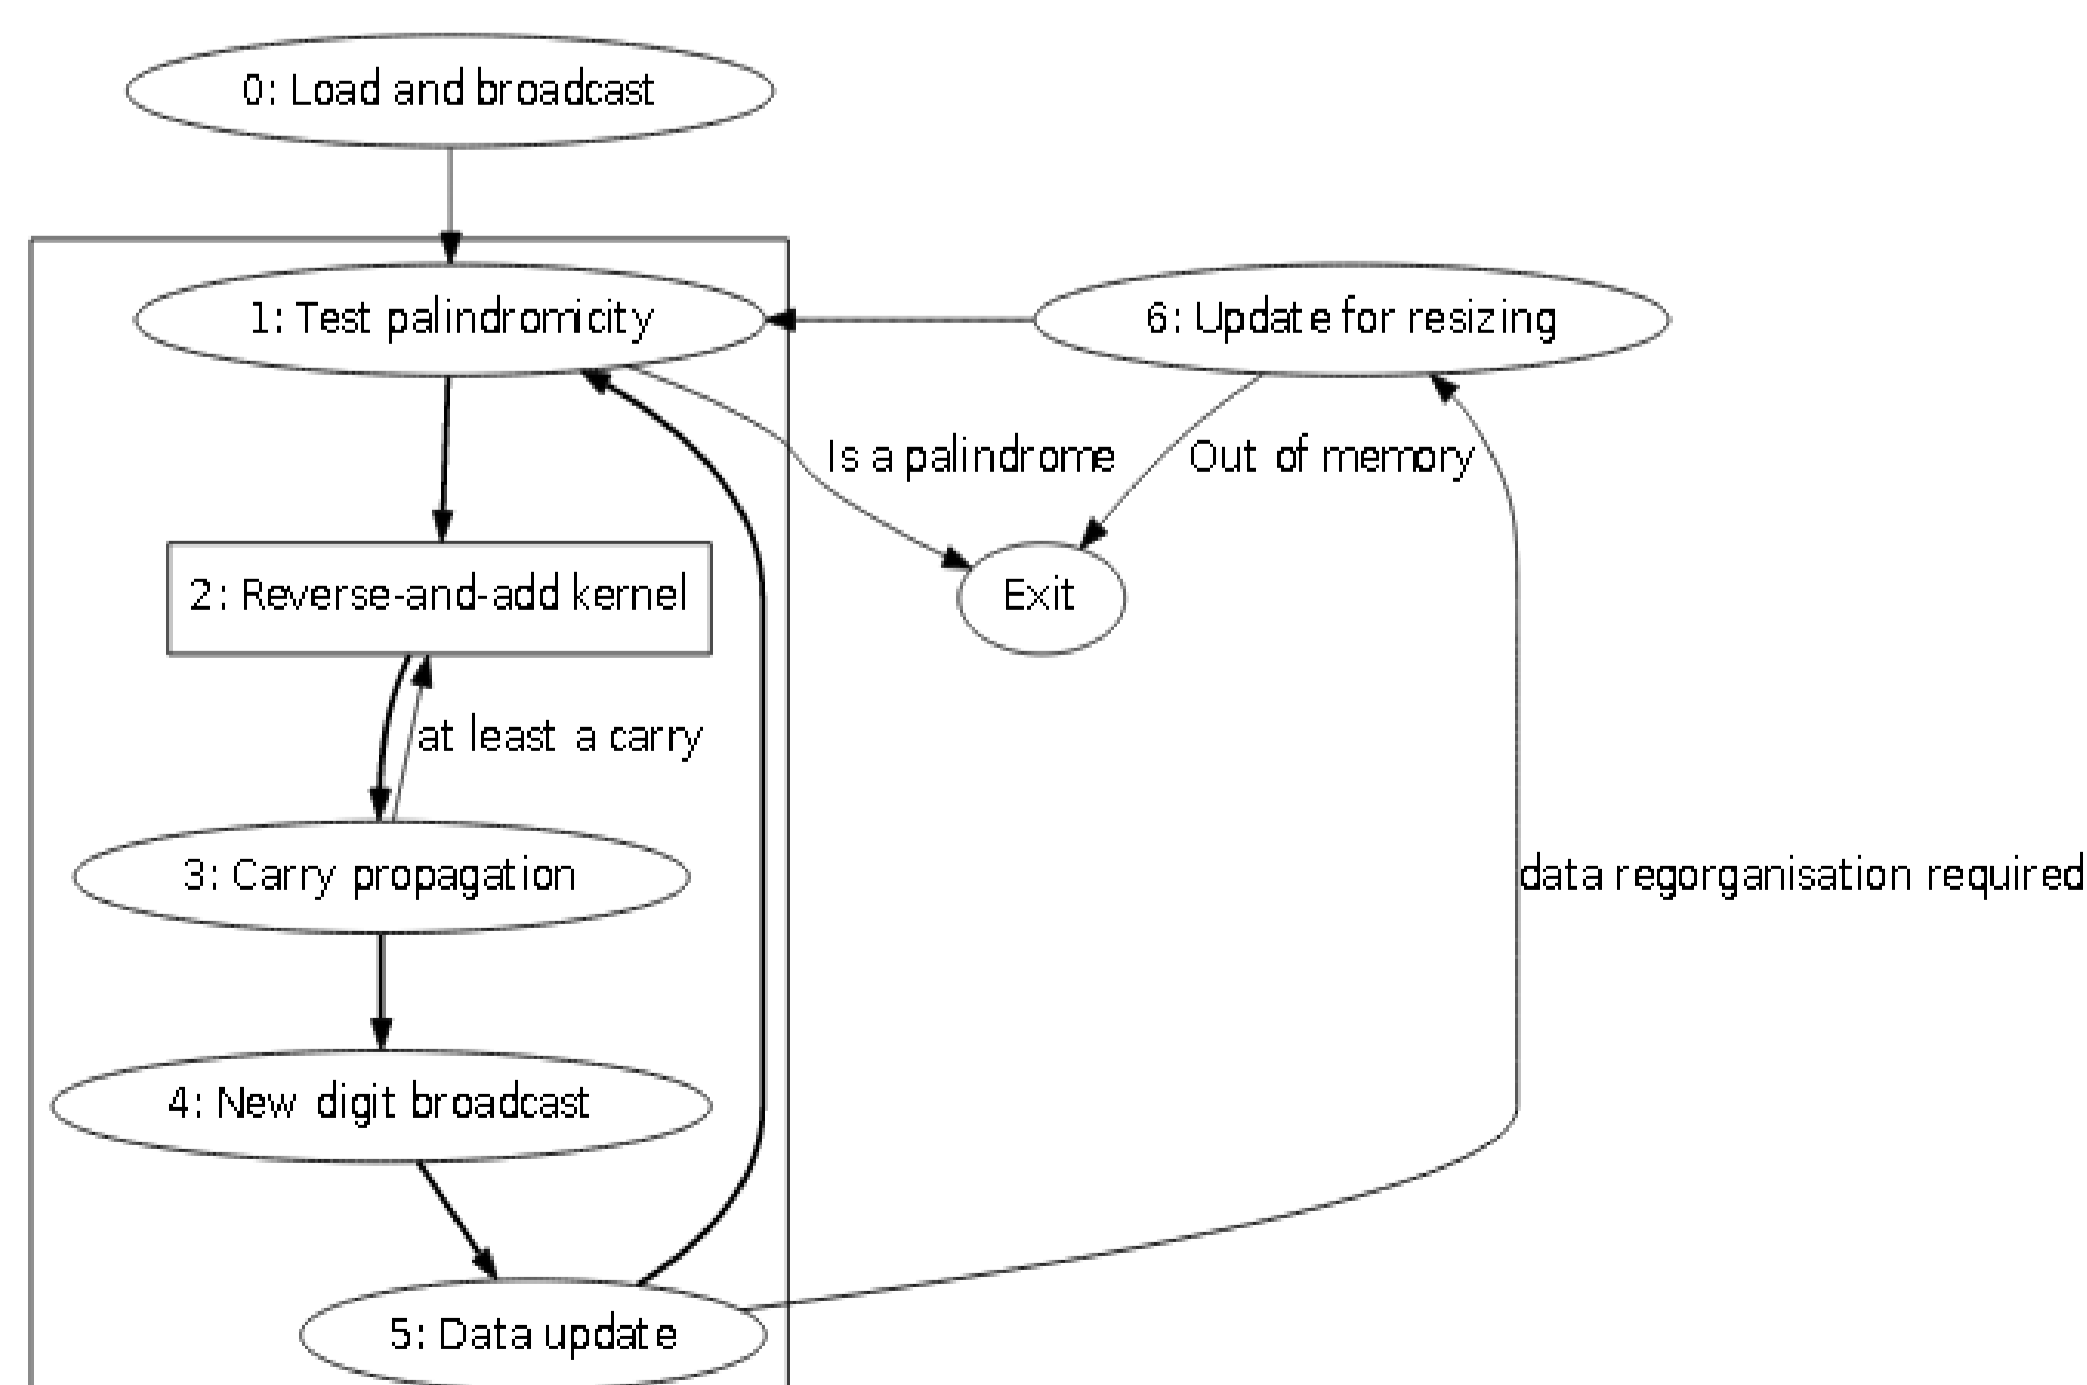 0: Load and broadcast
1: Test palindromicity
6: Update for resizing
Is a palindrome
Out of memory
2: Reverse-and-add kernel
Exit
at least a carry
3: Carry propagation
data regorganisation required
4: New digit broadcast
5: Data update